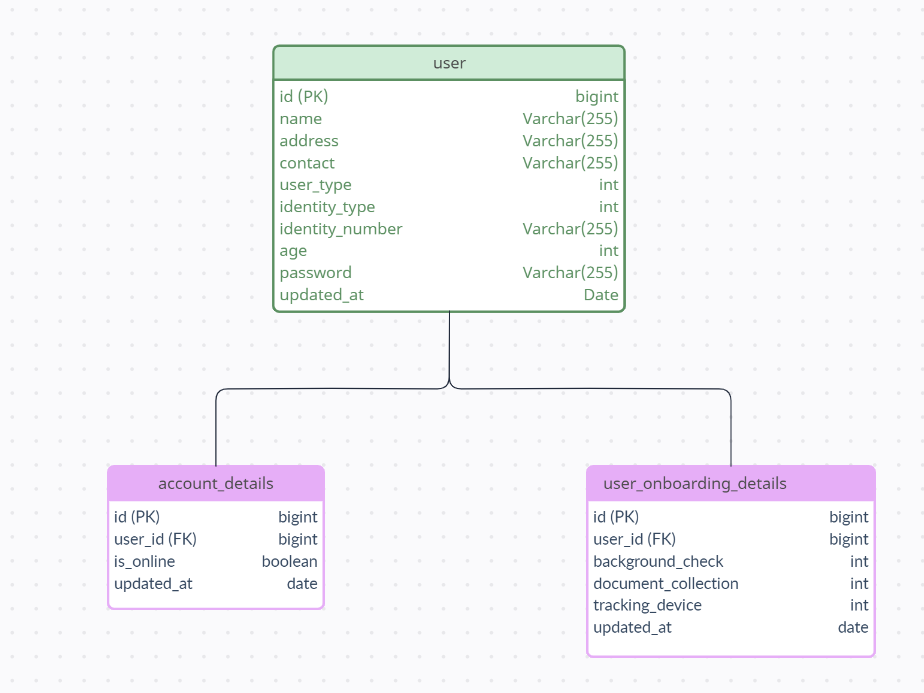 user
id (PK) bigint
name Varchar(255)
address Varchar(255)
contact Varchar(255)
user_type int
identity_type int
identity_number Varchar(255)
age int
password Varchar(255)
updated_at Date
account_details
id (PK) bigint
user_id (FK) bigint
is_online boolean
updated_at date
user_onboarding_details
id (PK) bigint
user_id (FK) bigint
background_check int
document_collection int
tracking_device int
updated_at date